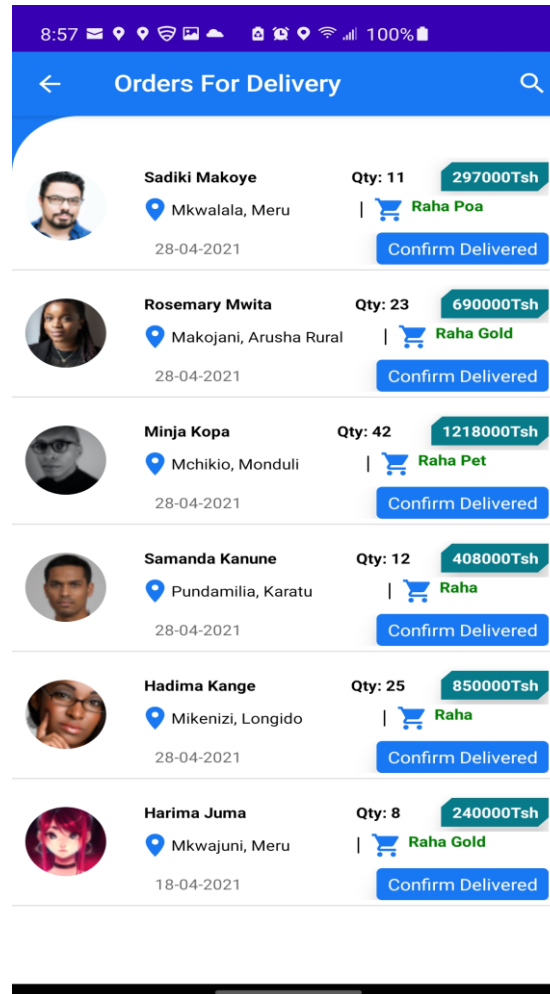 8:57 100%
Orders For Delivery
Sadiki Makoye Qty: 11 297000Tsh
Mkwalala, Meru | Raha Poa
28-04-2021 Confirm Delivered
Rosemary Mwita Qty: 23 690000Tsh
Makojani, Arusha Rural | Raha Gold
28-04-2021 Confirm Delivered
Minja Kopa Qty: 42 1218000Tsh
Mchikio, Monduli | Raha Pet
28-04-2021 Confirm Delivered
Samanda Kanune Qty: 12 408000Tsh
Pundamilia, Karatu | Raha
28-04-2021 Confirm Delivered
Hadima Kange Qty: 25 850000Tsh
Mikenizi, Longido | Raha
28-04-2021 Confirm Delivered
Harima Juma Qty: 8 240000Tsh
Mkwajuni, Meru | Raha Gold
18-04-2021 Confirm Delivered